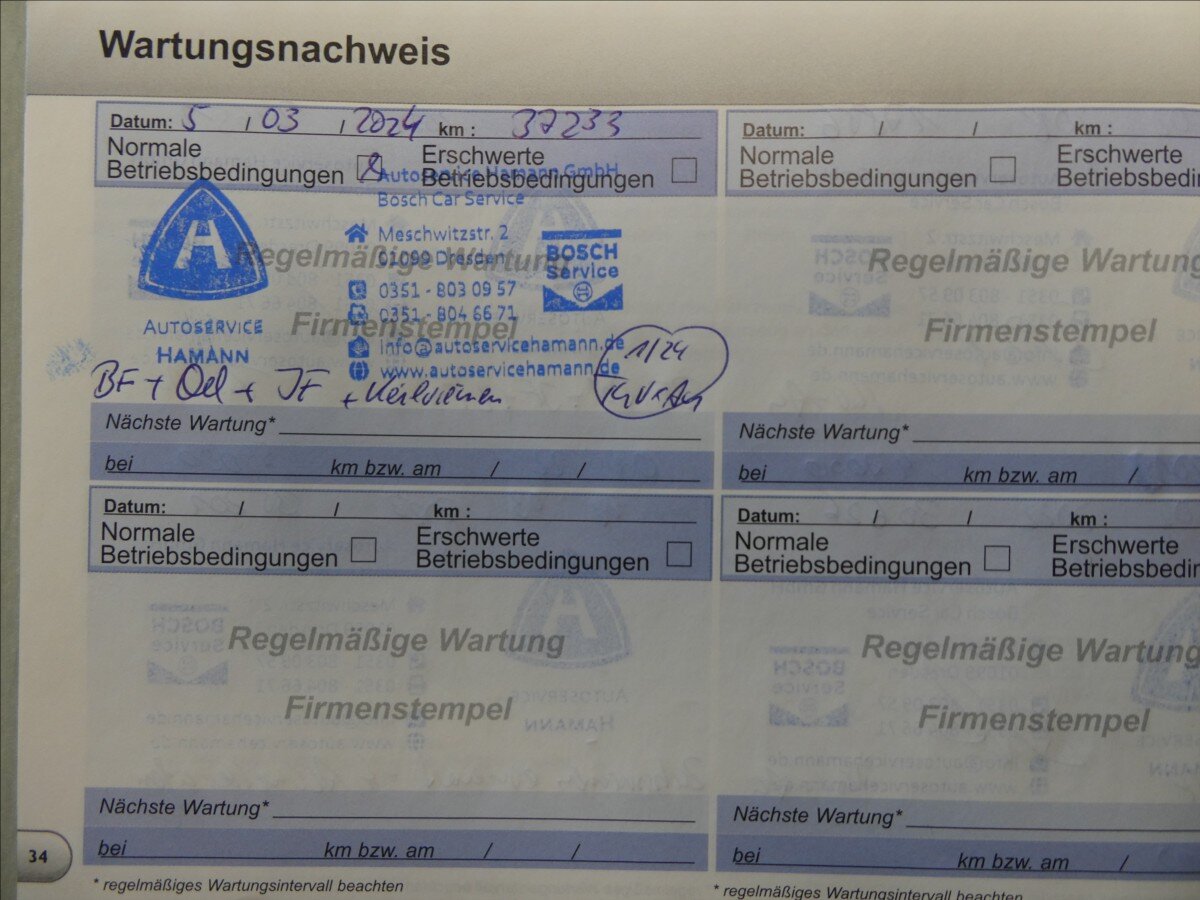 Wartungsnachweis
Datum: 5 / 03 / 2024 km : 37233
Normale
Betriebsbedingungen
Erschwerte
Betriebsbedingungen
Autoservice Hamann GmbH
Bosch Car Service
Meschwitzstr. 2
01099 Dresden
0351 - 803 09 57
0351 - 804 66 71
info@autoservicehamann.de
www.autoservicehamann.de
BOSCH
Service
AUTOSERVICE
HAMANN
Regelmäßige Wartung
Firmenstempel
BF + Oel + IF + Keilriemen
1/24
Nächste Wartung*
bei km bzw. am / /
Datum: / / km :
Normale
Betriebsbedingungen
Erschwerte
Regelmäßige Wartung
Firmenstempel
Nächste Wartung*
bei km bzw. am /
Datum: / / km :
Normale
Betriebsbedingungen
Erschwerte
Betriebsbedingungen
Regelmäßige Wartung
Firmenstempel
Nächste Wartung*
bei km bzw. am / /
* regelmäßiges Wartungsintervall beachten
Datum: / / km :
Normale
Betriebsbedingungen
Erschwerte
Regelmäßige Wartung
Firmenstempel
Nächste Wartung*
bei km bzw. am /
* regelmäßiges Wartungsintervall beachten
34